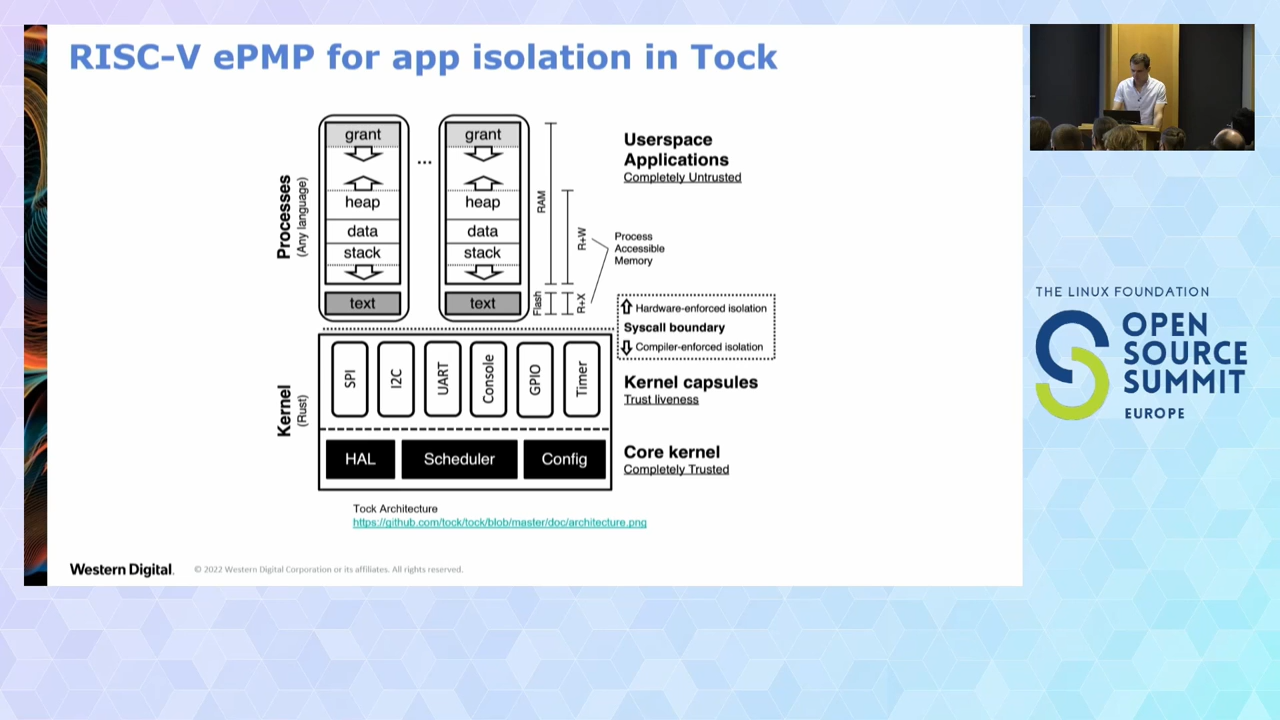 RISC-V ePMP for app isolation in Tock
Processes
(Any language)
grant
heap
data
stack
text
...
grant
heap
data
stack
text
RAM
Flash
R+W
R+X
Process
Accessible
Memory
Userspace
Applications
Completely Untrusted
Hardware-enforced isolation
Syscall boundary
Compiler-enforced isolation
Kernel
(Rust)
SPI
I2C
UART
Console
GPIO
Timer
Kernel capsules
Trust liveness
HAL
Scheduler
Config
Core kernel
Completely Trusted
Tock Architecture
https://github.com/tock/tock/blob/master/doc/architecture.png
Western Digital.
© 2022 Western Digital Corporation or its affiliates. All rights reserved.
THE LINUX FOUNDATION
OPEN
SOURCE
SUMMIT
EUROPE